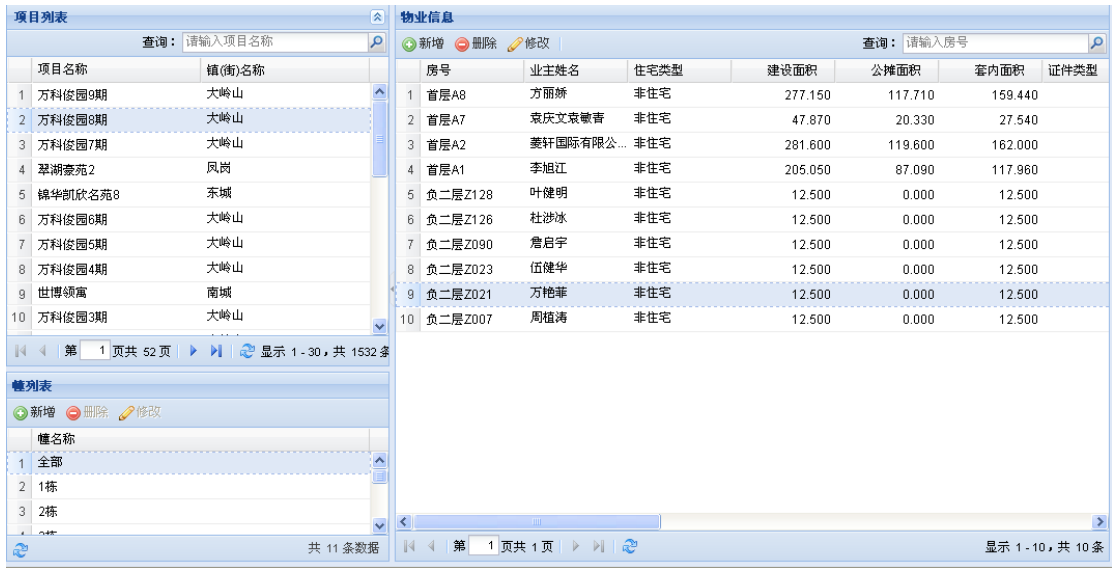 项目列表
查询： 请输入项目名称
项目名称 镇(街)名称
1 万科俊园9期 大岭山
2 万科俊园8期 大岭山
3 万科俊园7期 大岭山
4 翠湖豪苑2 凤岗
5 锦华凯欣名苑8 东城
6 万科俊园6期 大岭山
7 万科俊园5期 大岭山
8 万科俊园4期 大岭山
9 世博领寓 南城
10 万科俊园3期 大岭山
第 1 页共 52 页 显示 1 - 30，共 1532 条
幢列表
新增 删除 修改
幢名称
1 全部
2 1栋
3 2栋
共 11 条数据
物业信息
新增 删除 修改 查询： 请输入房号
房号 业主姓名 住宅类型 建设面积 公摊面积 套内面积 证件类型
1 首层A8 方丽娇 非住宅 277.150 117.710 159.440
2 首层A7 袁庆文袁敏青 非住宅 47.870 20.330 27.540
3 首层A2 菱轩国际有限公... 非住宅 281.600 119.600 162.000
4 首层A1 李旭江 非住宅 205.050 87.090 117.960
5 负二层Z128 叶健明 非住宅 12.500 0.000 12.500
6 负二层Z126 杜涉冰 非住宅 12.500 0.000 12.500
7 负二层Z090 詹启宇 非住宅 12.500 0.000 12.500
8 负二层Z023 伍健华 非住宅 12.500 0.000 12.500
9 负二层Z021 万艳菲 非住宅 12.500 0.000 12.500
10 负二层Z007 周植涛 非住宅 12.500 0.000 12.500
第 1 页共 1 页 显示 1 - 10，共 10 条